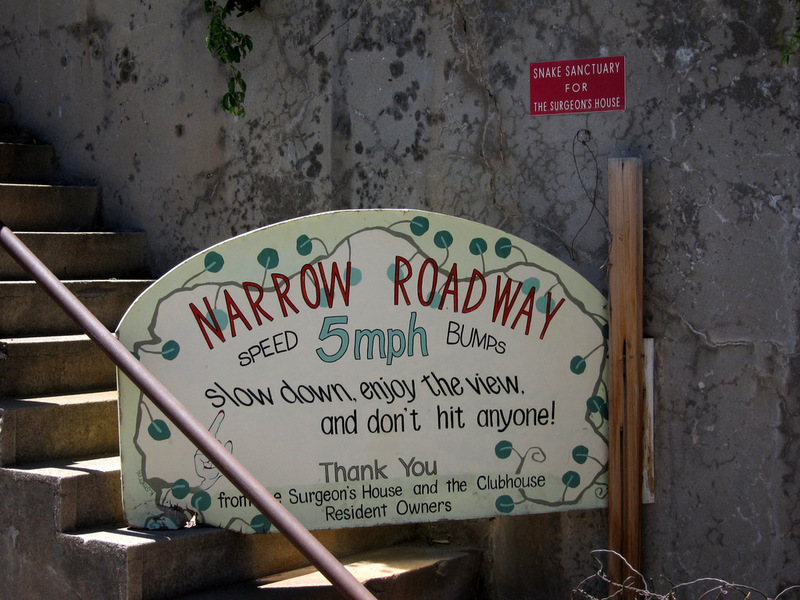 SNAKE SANCTUARY
FOR
THE SURGEON'S HOUSE
NARROW ROADWAY
SPEED 5mph BUMPS
slow down, enjoy the view,
and don't hit anyone!
Thank You
from Surgeon's House and the Clubhouse
Resident Owners